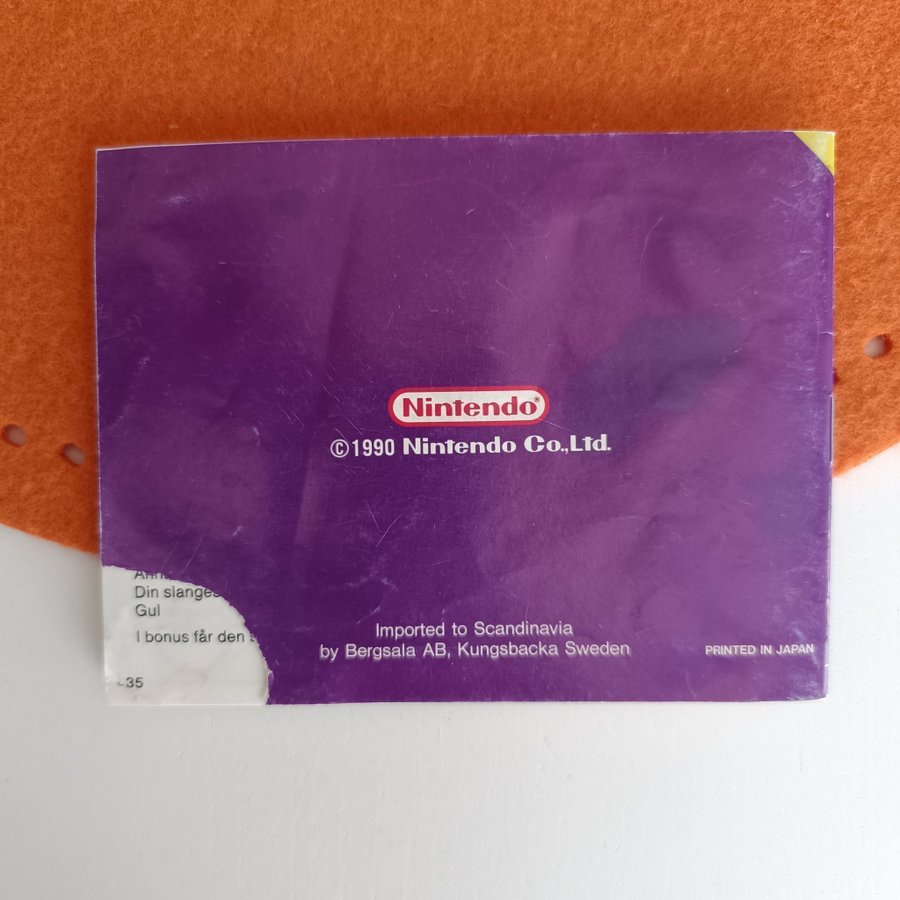 Nintendo®
©1990 Nintendo Co.,Ltd.
Din
Gul
I bonus får den
35
Imported to Scandinavia
by Bergsala AB, Kungsbacka Sweden
PRINTED IN JAPAN